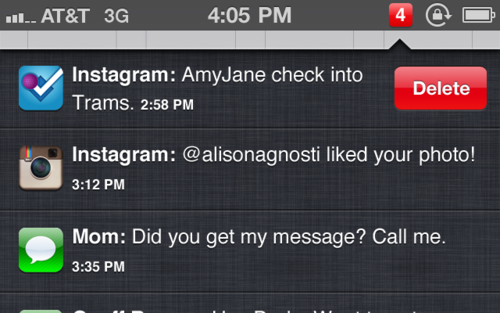 AT&T 3G 4:05 PM 4
Instagram: AmyJane check into
Trams. 2:58 PM
Delete
Instagram: @alisonagnosti liked your photo!
3:12 PM
Mom: Did you get my message? Call me.
3:35 PM